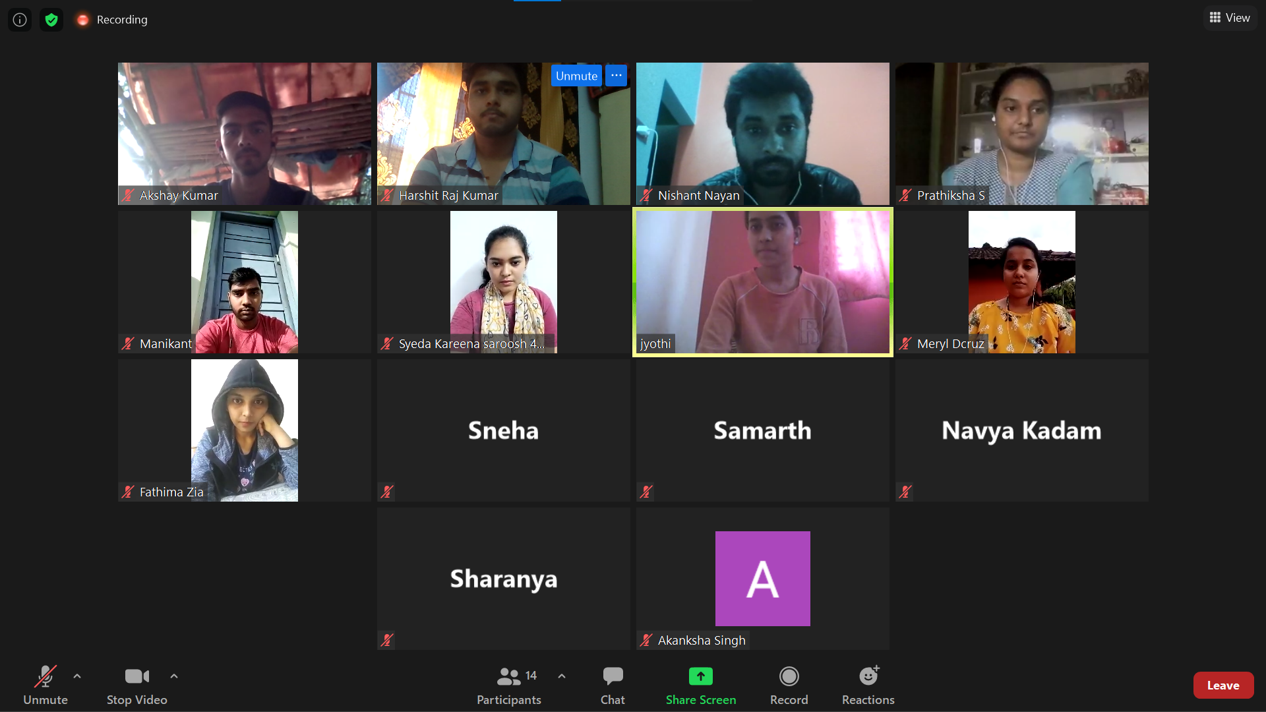 Recording
View
Unmute ...
Akshay Kumar
Harshit Raj Kumar
Nishant Nayan
Prathiksha S
Manikant
Syeda Kareena saroosh 4...
jyothi
Meryl Dcruz
Fathima Zia
Sneha
Samarth
Navya Kadam
Sharanya
A
Akanksha Singh
Unmute
Stop Video
14
Participants
Chat
Share Screen
Record
Reactions
Leave